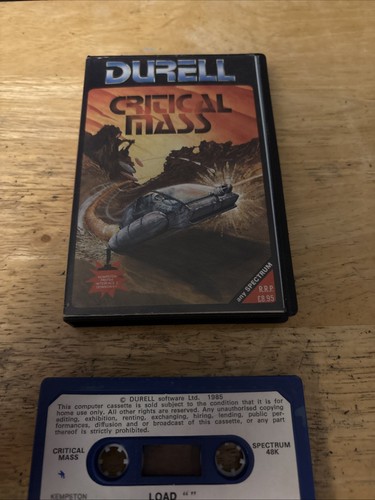 DURELL
CRITICAL
MASS
any SPECTRUM
R.R.P.
£8.95
© DURELL software Ltd. 1985
This computer cassette is sold subject to the condition that it is for
home use only. All other rights are reserved. Any unauthorised copying
editing, exhibition, renting, exchanging, hiring, lending, public per-
formances, diffusion and or broadcast of this cassette, or any part
thereof is strictly prohibited.
CRITICAL
MASS
SPECTRUM
48K
KEMPSTON
LOAD " "